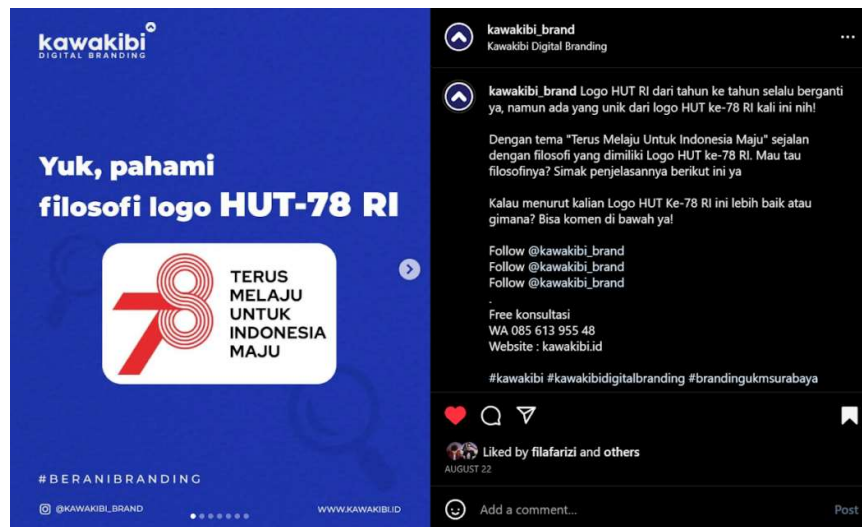 kawakibi
DIGITAL BRANDING
Yuk, pahami
filosofi logo HUT-78 RI
78
TERUS
MELAJU
UNTUK
INDONESIA
MAJU
#BERANIBRANDING
@KAWAKIBI_BRAND
WWW.KAWAKIBI.ID
kawakibi_brand
Kawakibi Digital Branding
kawakibi_brand Logo HUT RI dari tahun ke tahun selalu berganti
ya, namun ada yang unik dari logo HUT ke-78 RI kali ini nih!
Dengan tema "Terus Melaju Untuk Indonesia Maju" sejalan
dengan filosofi yang dimiliki Logo HUT ke-78 RI. Mau tau
filosofinya? Simak penjelasannya berikut ini ya
Kalau menurut kalian Logo HUT Ke-78 RI ini lebih baik atau
gimana? Bisa komen di bawah ya!
Follow @kawakibi_brand
Follow @kawakibi_brand
Follow @kawakibi_brand
.
Free konsultasi
WA 085 613 955 48
Website : kawakibi.id
#kawakibi #kawakibidigitalbranding #brandingukmsurabaya
Liked by filafarizi and others
AUGUST 22
Add a comment...
Post